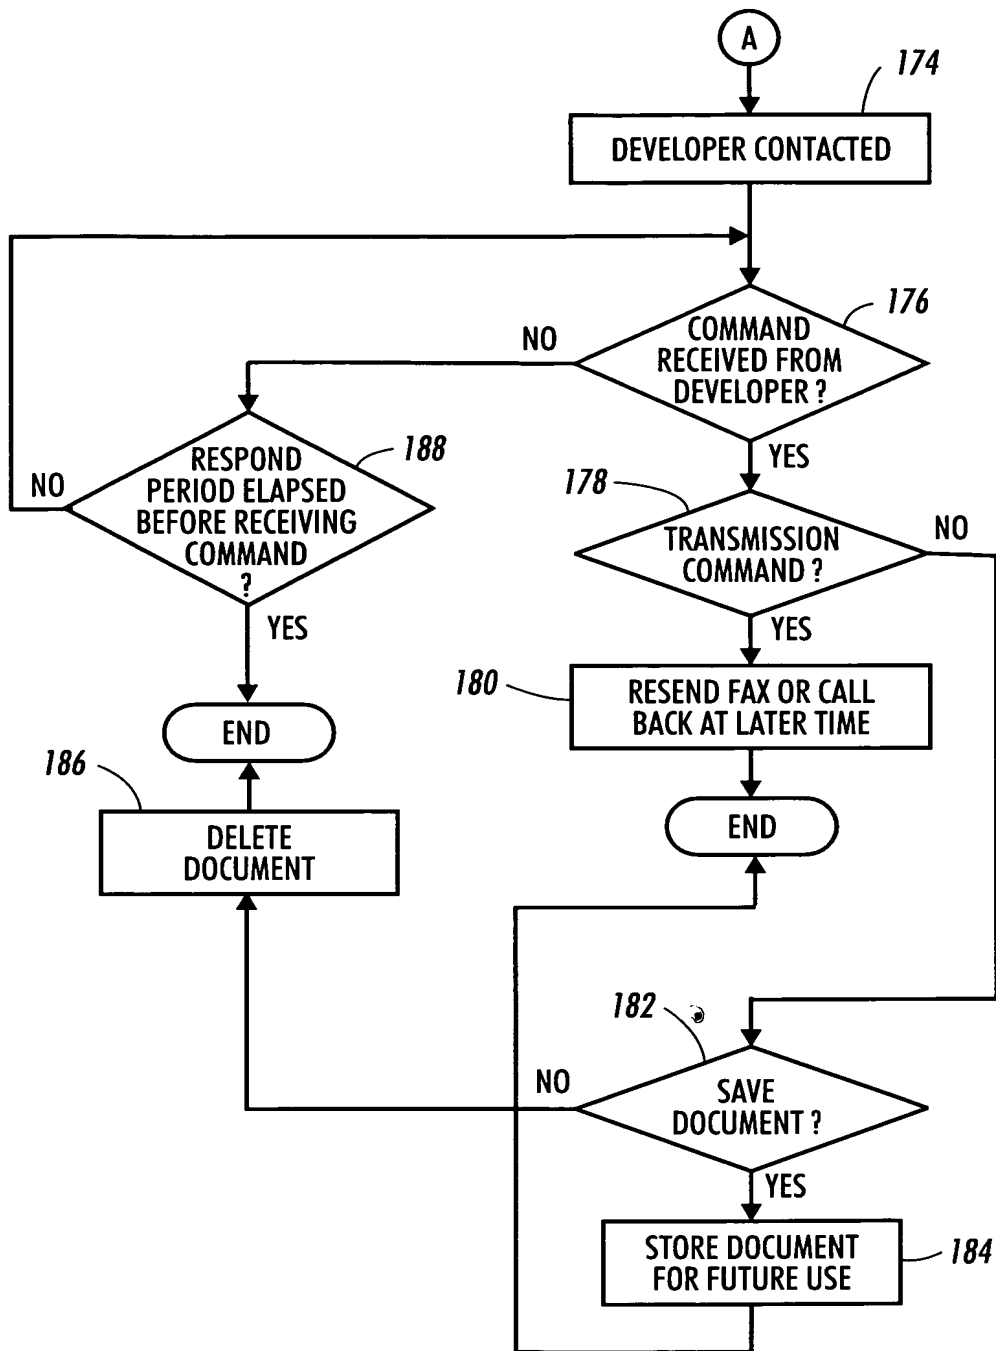 A
174
DEVELOPER CONTACTED
176
COMMAND
RECEIVED FROM
DEVELOPER ?
NO
YES
188
RESPOND
PERIOD ELAPSED
BEFORE RECEIVING
COMMAND
?
NO
YES
178
TRANSMISSION
COMMAND ?
NO
YES
180
RESEND FAX OR CALL
BACK AT LATER TIME
END
186
DELETE
DOCUMENT
END
182
SAVE
DOCUMENT ?
NO
YES
STORE DOCUMENT
FOR FUTURE USE
184